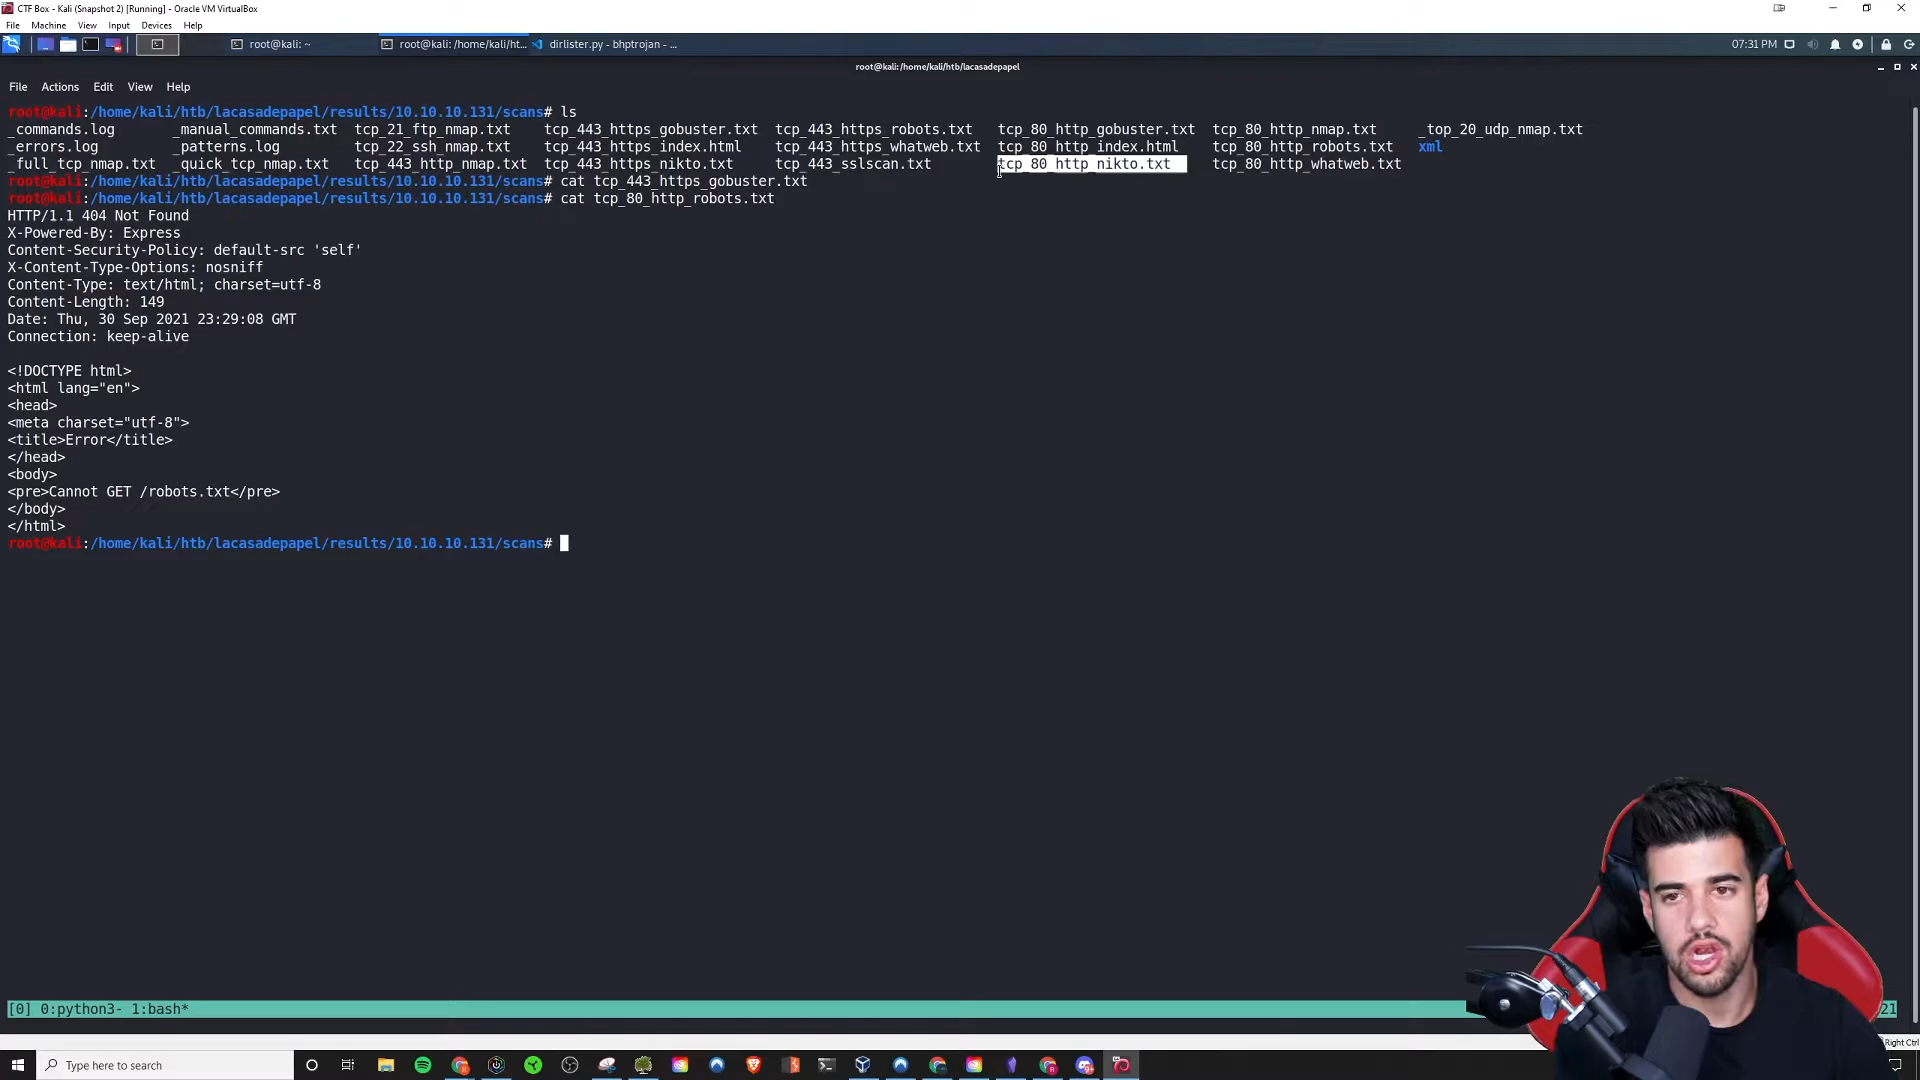 CTF Box - Kali (Snapshot 2) [Running] - Oracle VM VirtualBox
File Machine View Input Devices Help
root@kali: ~ root@kali: /home/kali/ht... dirlister.py - bhptrojan - ... 07:31 PM
root@kali: /home/kali/htb/lacasadepapel
File Actions Edit View Help
root@kali:/home/kali/htb/lacasadepapel/results/10.10.10.131/scans# ls
_commands.log _manual_commands.txt tcp_21_ftp_nmap.txt tcp_443_https_gobuster.txt tcp_443_https_robots.txt tcp_80_http_gobuster.txt tcp_80_http_nmap.txt _top_20_udp_nmap.txt
_errors.log _patterns.log tcp_22_ssh_nmap.txt tcp_443_https_index.html tcp_443_https_whatweb.txt tcp_80_http_index.html tcp_80_http_robots.txt xml
_full_tcp_nmap.txt _quick_tcp_nmap.txt tcp_443_http_nmap.txt tcp_443_https_nikto.txt tcp_443_sslscan.txt tcp_80_http_nikto.txt tcp_80_http_whatweb.txt
root@kali:/home/kali/htb/lacasadepapel/results/10.10.10.131/scans# cat tcp_443_https_gobuster.txt
root@kali:/home/kali/htb/lacasadepapel/results/10.10.10.131/scans# cat tcp_80_http_robots.txt
HTTP/1.1 404 Not Found
X-Powered-By: Express
Content-Security-Policy: default-src 'self'
X-Content-Type-Options: nosniff
Content-Type: text/html; charset=utf-8
Content-Length: 149
Date: Thu, 30 Sep 2021 23:29:08 GMT
Connection: keep-alive
<!DOCTYPE html>
<html lang="en">
<head>
<meta charset="utf-8">
<title>Error</title>
</head>
<body>
<pre>Cannot GET /robots.txt</pre>
</body>
</html>
root@kali:/home/kali/htb/lacasadepapel/results/10.10.10.131/scans#
[0] 0:python3- 1:bash* 21
Right Ctrl
Type here to search